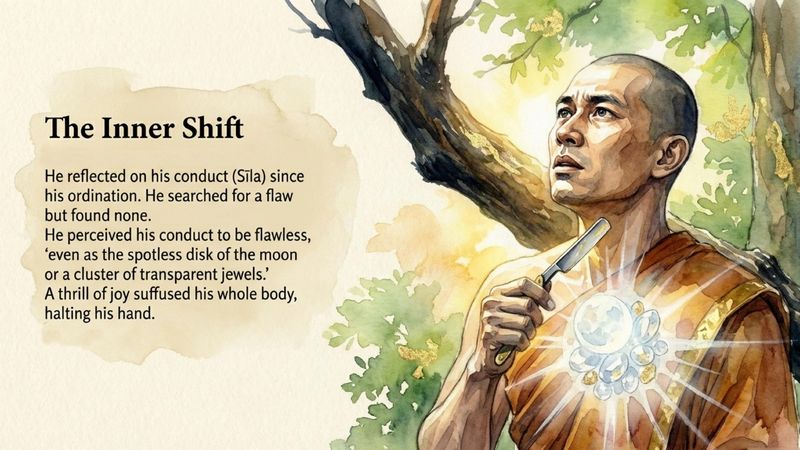 The Inner Shift
He reflected on his conduct (Sīla) since
his ordination. He searched for a flaw
but found none.
He perceived his conduct to be flawless,
‘even as the spotless disk of the moon
or a cluster of transparent jewels.’
A thrill of joy suffused his whole body,
halting his hand.